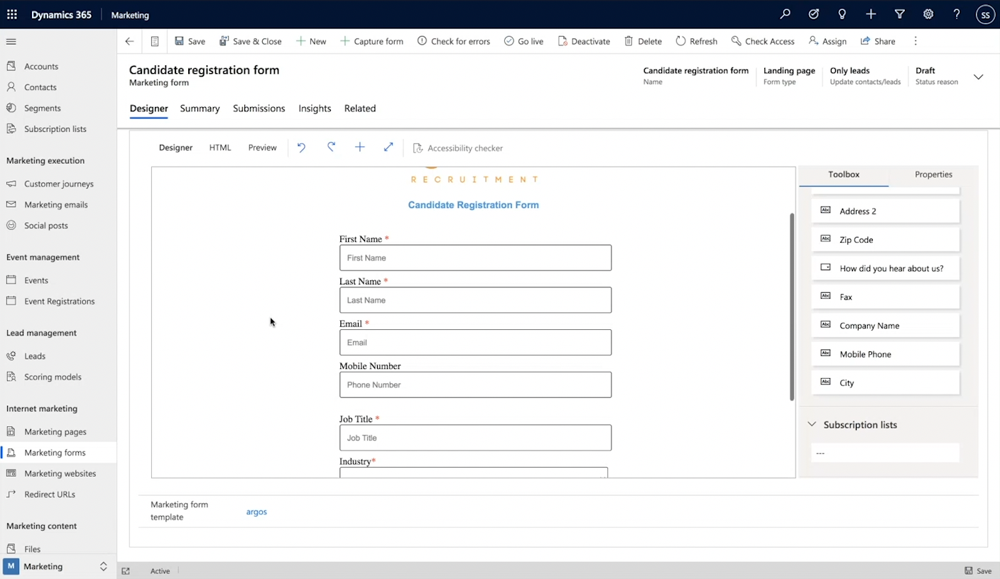 Dynamics 365 Marketing
SS
Save Save & Close New Capture form Check for errors Go live Deactivate Delete Refresh Check Access Assign Share
Accounts
Contacts
Segments
Subscription lists
Marketing execution
Customer journeys
Marketing emails
Social posts
Event management
Events
Event Registrations
Lead management
Leads
Scoring models
Internet marketing
Marketing pages
Marketing forms
Marketing websites
Redirect URLs
Marketing content
Files
M Marketing
Candidate registration form
Marketing form
Candidate registration form
Name
Landing page
Form type
Only leads
Update contacts/leads
Draft
Status reason
Designer Summary Submissions Insights Related
Designer HTML Preview Accessibility checker
RECRUITMENT
Candidate Registration Form
First Name *
First Name
Last Name *
Last Name
Email *
Email
Mobile Number
Phone Number
Job Title *
Job Title
Industry*
Toolbox Properties
Abc Address 2
Abc Zip Code
How did you hear about us?
Abc Fax
Abc Company Name
Abc Mobile Phone
Abc City
Subscription lists
---
Marketing form
template
argos
Active
Save